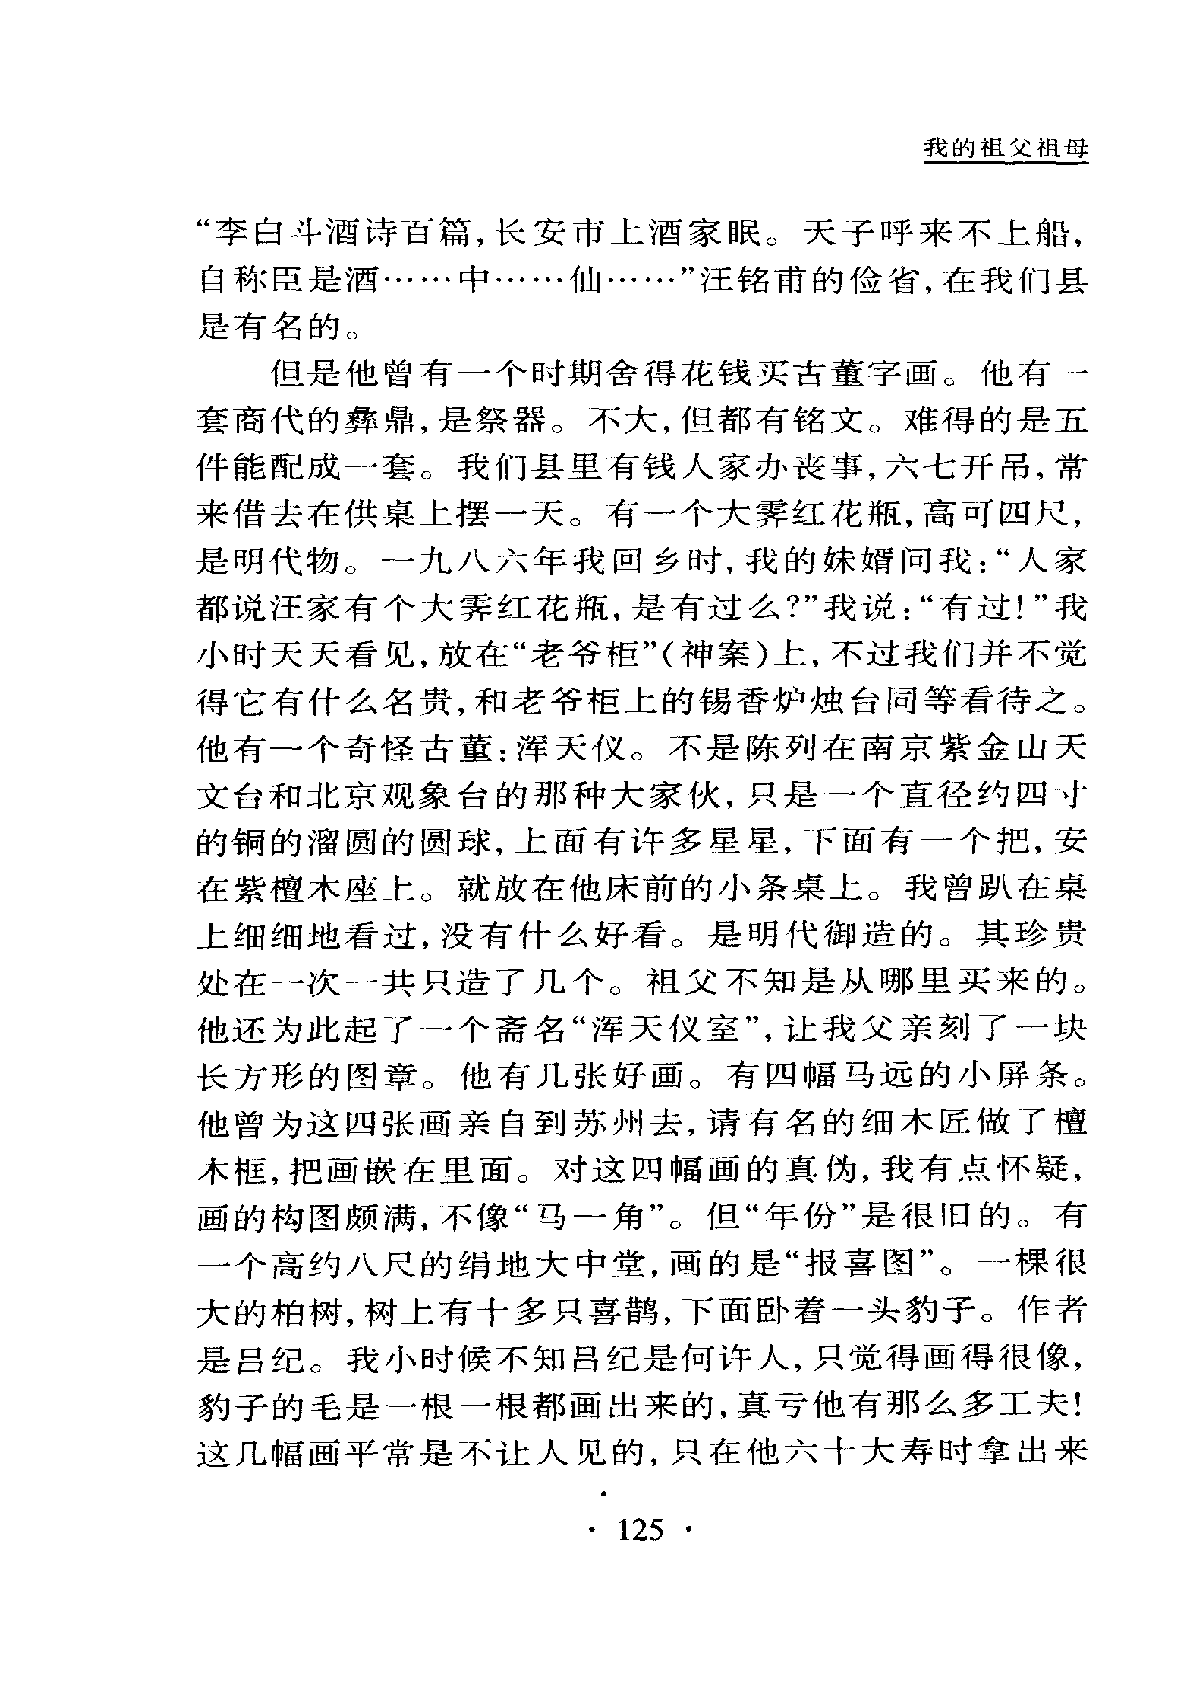 我的祖父祖母
“李白斗酒诗百篇,长安市上酒家眠。天子呼来不上船,
自称臣是酒……中……仙……”汪铭甫的俭省,在我们县
是有名的。
但是他曾有一个时期舍得花钱买古董字画。他有一
套商代的彝鼎,是祭器。不大,但都有铭文。难得的是五
件能配成一套。我们县里有钱人家办丧事,六七开吊,常
来借去在供桌上摆一天。有一个大霁红花瓶,高可四尺,
是明代物。一九八六年我回乡时,我的妹婿问我:“人家
都说汪家有个大霁红花瓶,是有过么?”我说:“有过!”我
小时天天看见,放在“老爷柜”(神案)上,不过我们并不觉
得它有什么名贵,和老爷柜上的锡香炉烛台同等看待之。
他有一个奇怪古董:浑天仪。不是陈列在南京紫金山天
文台和北京观象台的那种大家伙,只是一个直径约四寸
的铜的溜圆的圆球,上面有许多星星,下面有一个把,安
在紫檀木座上。就放在他床前的小条桌上。我曾趴在桌
上细细地看过,没有什么好看。是明代御造的。其珍贵
处在一次一共只造了几个。祖父不知是从哪里买来的。
他还为此起了一个斋名“浑天仪室”,让我父亲刻了一块
长方形的图章。他有几张好画。有四幅马远的小屏条。
他曾为这四张画亲自到苏州去,请有名的细木匠做了檀
木框,把画嵌在里面。对这四幅画的真伪,我有点怀疑,
画的构图颇满,不像“马一角”。但“年份”是很旧的。有
一个高约八尺的绢地大中堂,画的是“报喜图”。一棵很
大的柏树,树上有十多只喜鹊,下面卧着一头豹子。作者
是吕纪。我小时候不知吕纪是何许人,只觉得画得很像,
豹子的毛是一根一根都画出来的,真亏他有那么多工夫!
这几幅画平常是不让人见的,只在他六十大寿时拿出来
· 125 ·